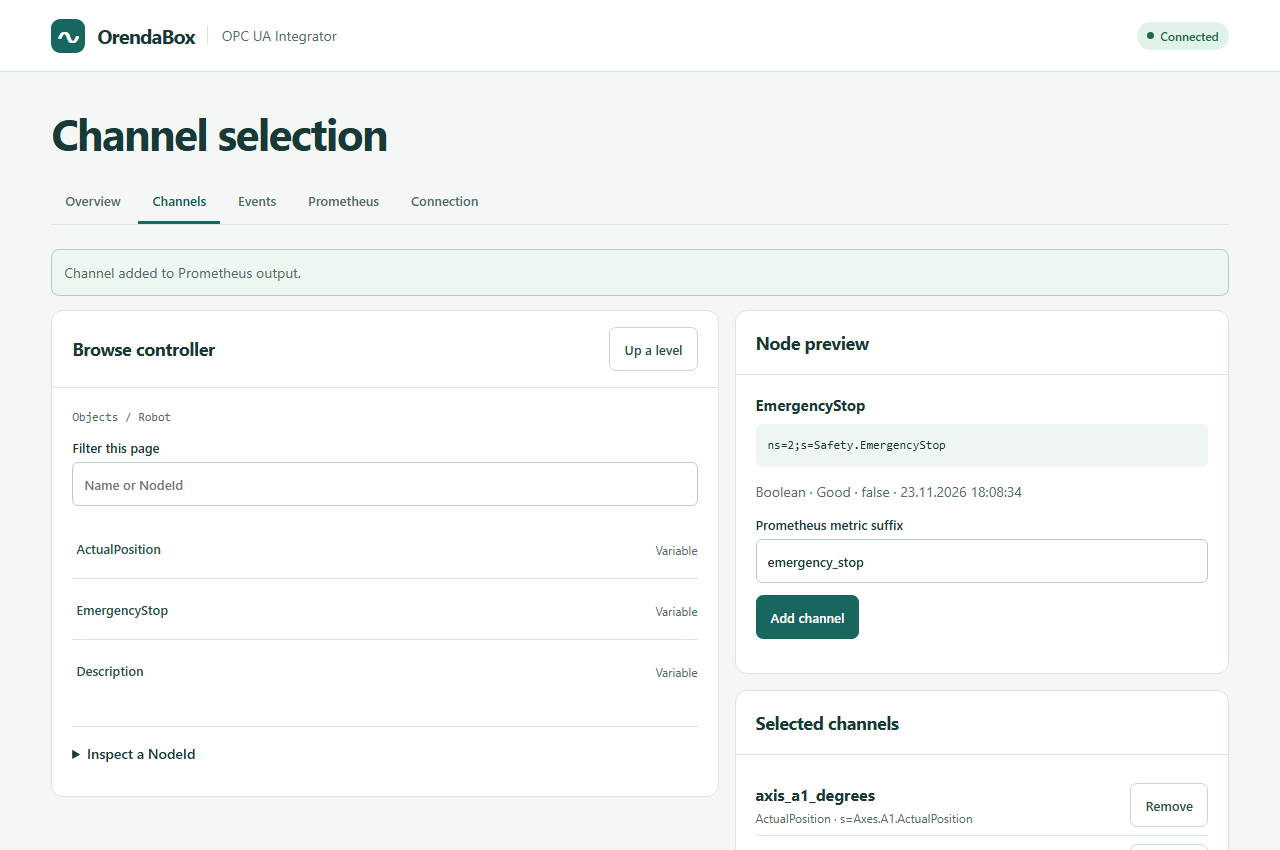 OrendaBox
OPC UA Integrator
Connected
Channel selection
Overview
Channels
Events
Prometheus
Connection
Channel added to Prometheus output.
Browse controller
Up a level
Objects / Robot
Filter this page
Name or NodeId
ActualPosition
Variable
EmergencyStop
Variable
Description
Variable
Inspect a NodeId
Node preview
EmergencyStop
ns=2;s=Safety.EmergencyStop
Boolean · Good · false · 23.11.2026 18:08:34
Prometheus metric suffix
emergency_stop
Add channel
Selected channels
axis_a1_degrees
ActualPosition · s=Axes.A1.ActualPosition
Remove